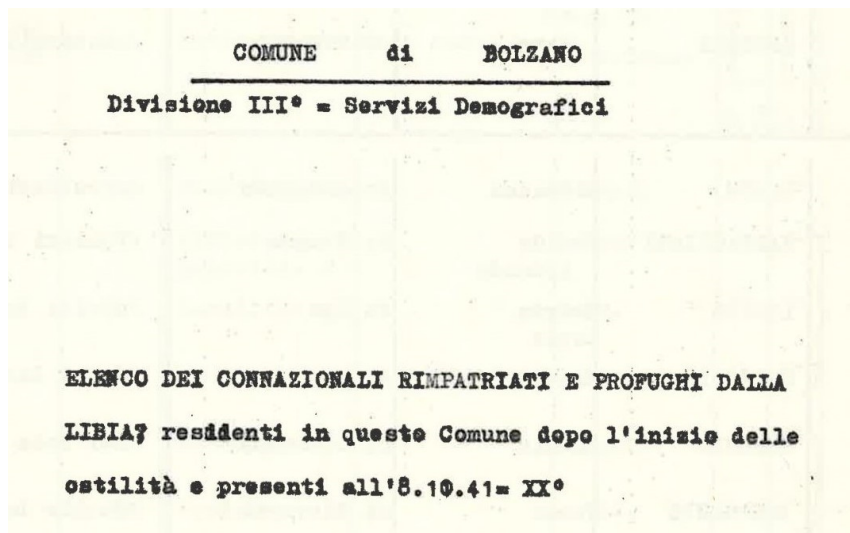 COMUNE di BOLZANO
Divisione III° = Servizi Demografici
ELENCO DEI CONNAZIONALI RIMPATRIATI E PROFUGHI DALLA
LIBIA, residenti in questo Comune dopo l'inizio delle
ostilità e presenti all'8.10.41= XX°